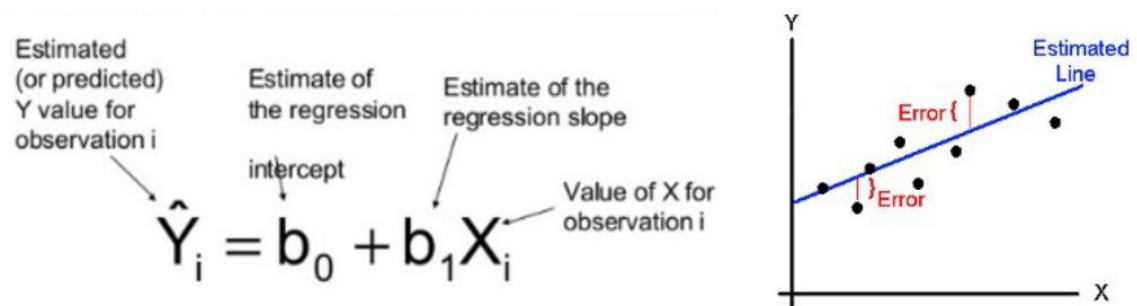 Estimated
(or predicted)
Y value for
observation i
Estimate of
the regression
intercept
Estimate of the
regression slope
Value of X for
observation i
Ŷi = b0 + b1Xi
Y
Estimated
Line
Error {
} Error
X